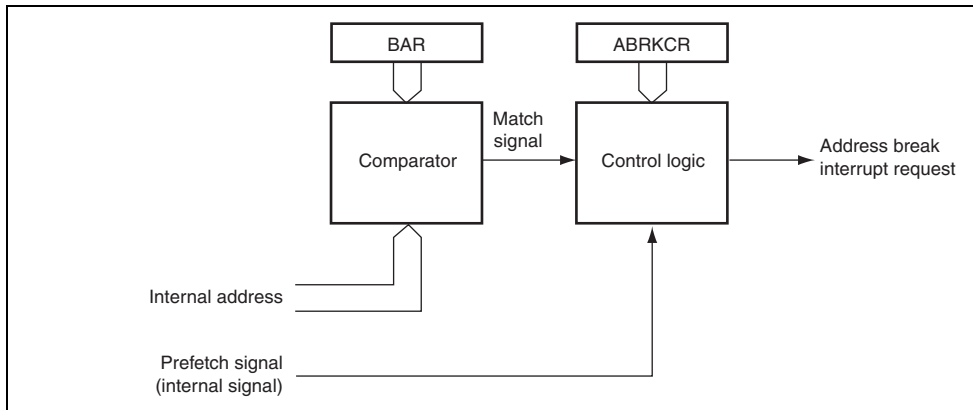 BAR
ABRKCR
Match
signal
Comparator
Control logic
Address break
interrupt request
Internal address
Prefetch signal
(internal signal)